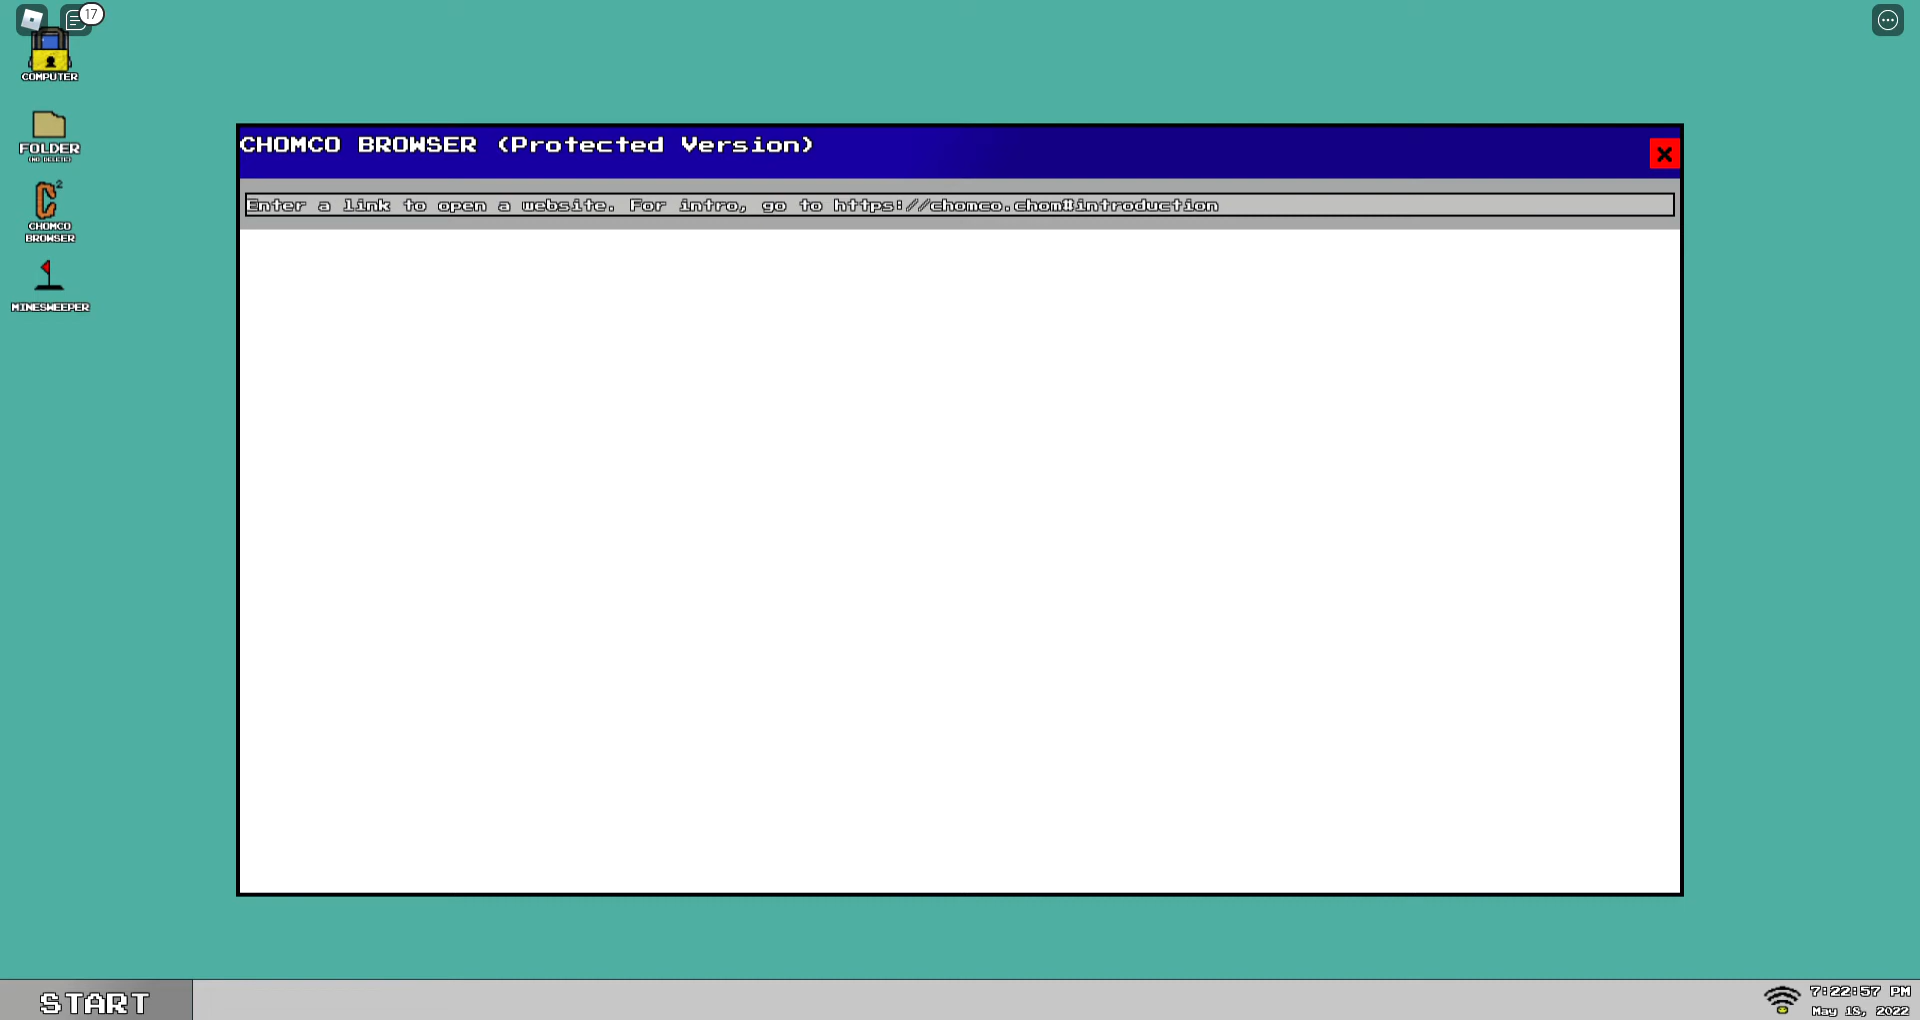 17
COMPUTER
FOLDER
(NO DELETE)
C2
CHOMCO
BROWSER
MINESWEEPER
CHOMCO BROWSER (Protected Version)
X
Enter a link to open a website. For intro, go to https://chomco.chom#introduction
START
7:22:57 PM
May 18, 2022